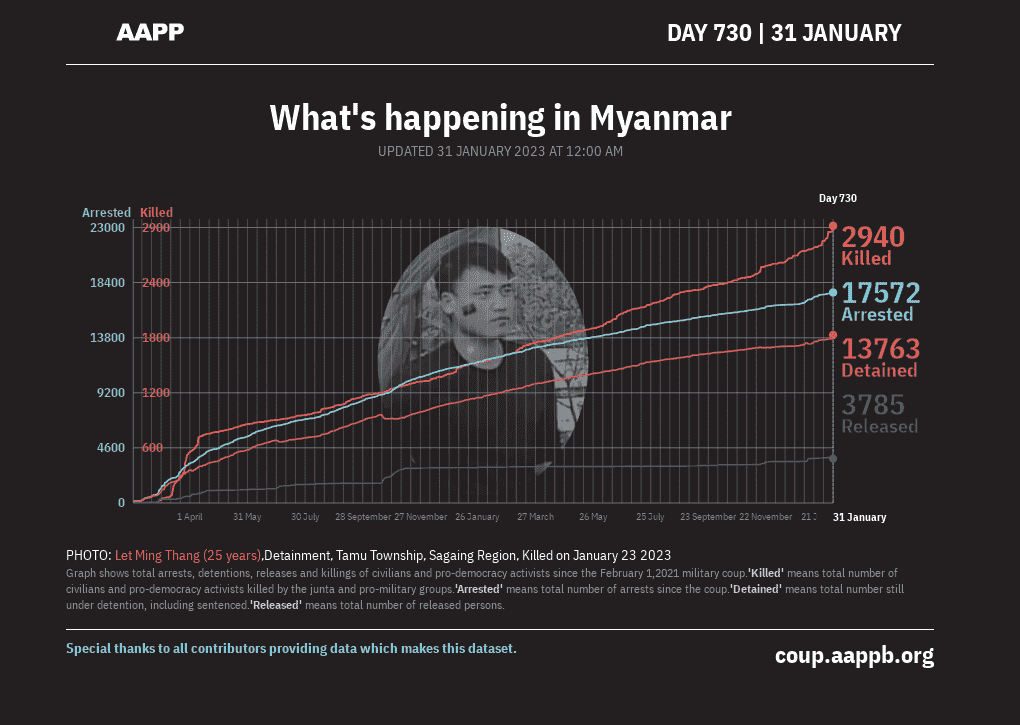 AAPP
DAY 730 | 31 JANUARY
What's happening in Myanmar
UPDATED 31 JANUARY 2023 AT 12:00 AM
Day 730
Arrested Killed
23000 2900
18400 2400
13800 1800
9200 1200
4600 600
0
2940
Killed
17572
Arrested
13763
Detained
3785
Released
1 April 31 May 30 July 28 September 27 November 26 January 27 March 26 May 25 July 23 September 22 November 21 J 31 January
PHOTO: Let Ming Thang (25 years),Detainment, Tamu Township, Sagaing Region, Killed on January 23 2023
Graph shows total arrests, detentions, releases and killings of civilians and pro-democracy activists since the February 1,2021 military coup.'Killed' means total number of
civilians and pro-democracy activists killed by the junta and pro-military groups.'Arrested' means total number of arrests since the coup.'Detained' means total number still
under detention, including sentenced.'Released' means total number of released persons.
Special thanks to all contributors providing data which makes this dataset.
coup.aappb.org